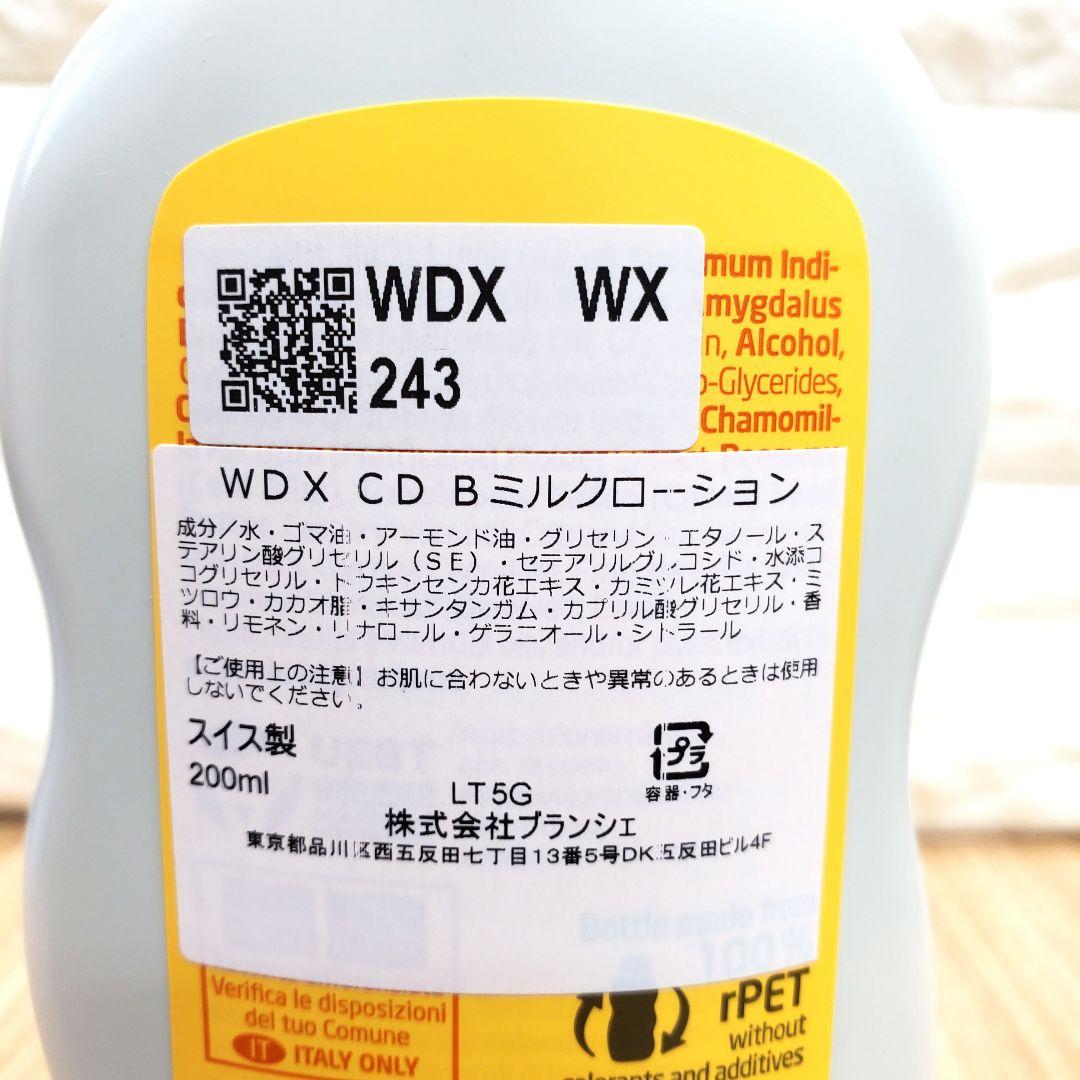 mum Indi-
mygdalus
n, Alcohol,
o-Glycerides,
Chamomil-
WDX WX
243
WDX CD Bミルクローション
成分/水・ゴマ油・アーモンド油・グリセリン・エタノール・ス
テアリン酸グリセリル(SE)・セテアリルグルコシド・水添コ
コグリセリル・トウキンセンカ花エキス・カミツレ花エキス・ミ
ツロウ・カカオ脂・キサンタンガム・カプリル酸グリセリル・香
料・リモネン・リナロール・ゲラニオール・シトラール
【ご使用上の注意】お肌に合わないときや異常のあるときは使用
しないでください。
スイス製
200ml
プラ
容器・フタ
LT5G
株式会社ブランシェ
東京都品川区西五反田七丁目13番5号DK五反田ビル4F
Bottle made from
100%
rPET
without
colorants and additives
Verifica le disposizioni
del tuo Comune
IT ITALY ONLY